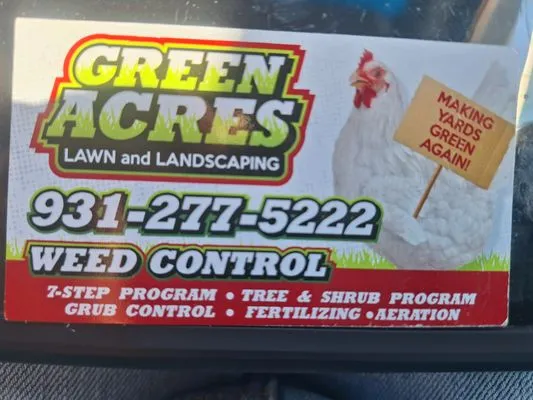 GREEN
ACRES
LAWN and LANDSCAPING
MAKING
YARDS
GREEN
AGAIN!
931-277-5222
WEED CONTROL
7-STEP PROGRAM • TREE & SHRUB PROGRAM
GRUB CONTROL • FERTILIZING • AERATION